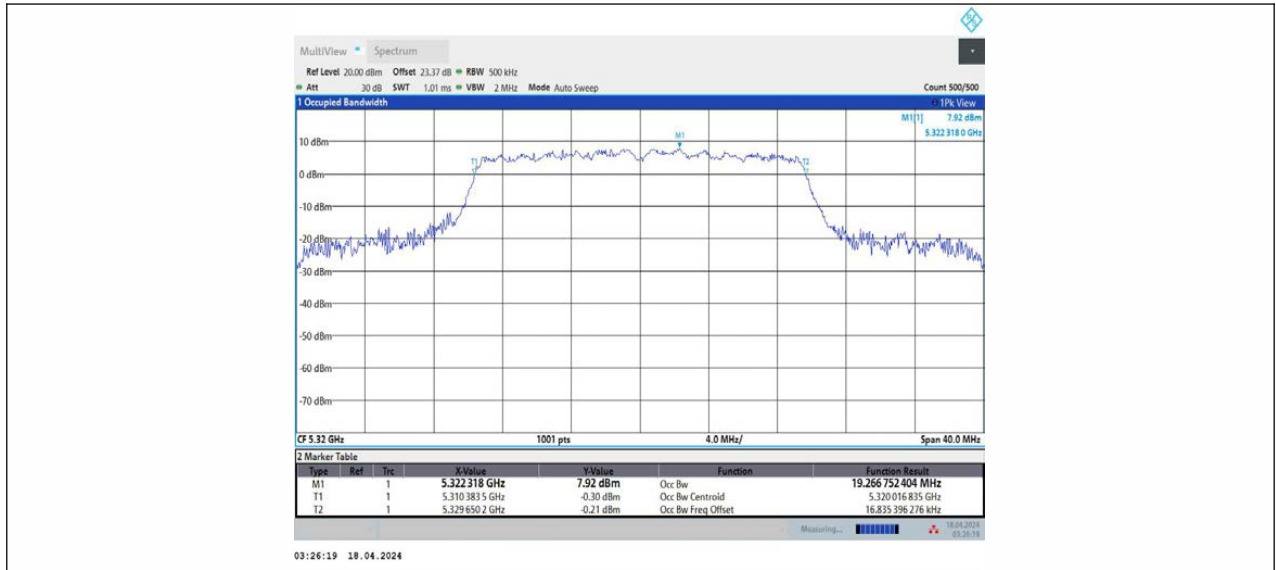 R S
MultiView Spectrum
Ref Level 20.00 dBm Offset 23.37 dB RBW 500 kHz
Att 30 dB SWT 1.01 ms VBW 2 MHz Mode Auto Sweep Count 500/500
1 Occupied Bandwidth 1Pk View
M1[1] 7.92 dBm
5.322 318 0 GHz
M1
10 dBm
T1 T2
0 dBm
-10 dBm
-20 dBm
-30 dBm
-40 dBm
-50 dBm
-60 dBm
-70 dBm
CF 5.32 GHz 1001 pts 4.0 MHz/ Span 40.0 MHz
2 Marker Table
Type Ref Trc X-Value Y-Value Function Function Result
M1 1 5.322 318 GHz 7.92 dBm Occ Bw 19.266 752 404 MHz
T1 1 5.310 383 5 GHz -0.30 dBm Occ Bw Centroid 5.320 016 835 GHz
T2 1 5.329 650 2 GHz -0.21 dBm Occ Bw Freq Offset 16.835 396 276 kHz
Measuring... 18.04.2024
03:26:19
03:26:19 18.04.2024